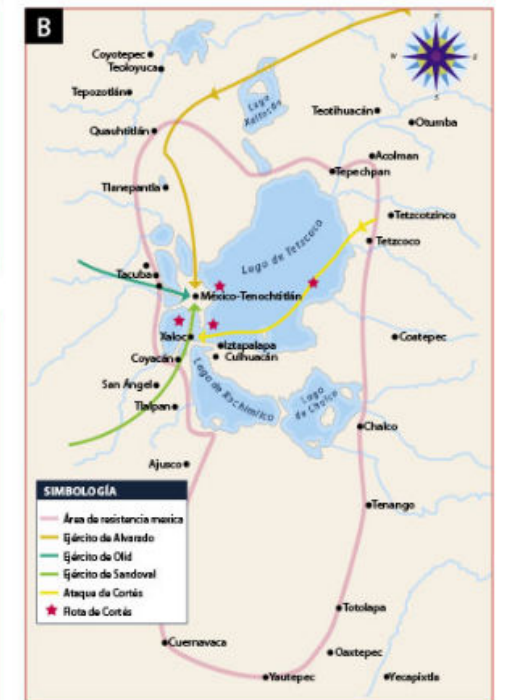 B
N
W
E
S
Coyotepec
Teoloyuca
Tepozotlán
Lago
Xaltocán
Teotihuacán
Otumba
Quauhtitlán
Acolman
Tepechpan
Tlanepantla
Tetzcotzinco
Tetzcoco
Lago de Tetzcoco
Tacuba
México-Tenochtitlán
Xaloc
Iztapalapa
Culhuacán
Coatepec
Coyacán
San Ángel
Tlalpan
Lago de Xochimilco
Lago
de Chalco
Chalco
Ajusco
SIMBOLOGÍA
Área de resistencia mexica
Ejército de Alvarado
Ejército de Olid
Ejército de Sandoval
Ataque de Cortés
Flota de Cortés
Tenango
Totolapa
Cuernavaca
Oaxtepec
Yautepec
Yecapixtla